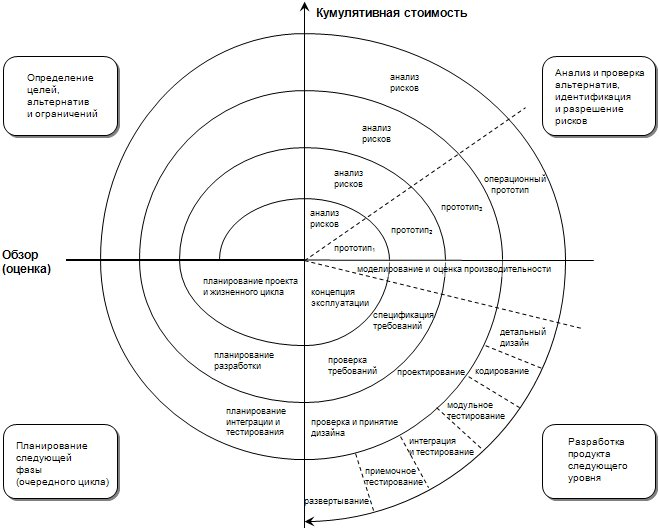 Кумулятивная стоимость
Определение
целей,
альтернатив
и ограничений
анализ
рисков
Анализ и проверка
альтернатив,
идентификация
и разрешение
рисков
анализ
рисков
анализ
рисков
операционный
прототип
анализ
рисков
прототип₃
прототип₂
прототип₁
Обзор
(оценка)
моделирование и оценка производительности
планирование проекта
и жизненного цикла
концепция
эксплуатации
спецификация
требований
детальный
дизайн
планирование
разработки
проверка
требований
проектирование
кодирование
модульное
тестирование
планирование
интеграции и
тестирования
проверка и принятие
дизайна
интеграция
и тестирование
приемочное
тестирование
развертывание
Планирование
следующей
фазы
(очередного цикла)
Разработка
продукта
следующего
уровня